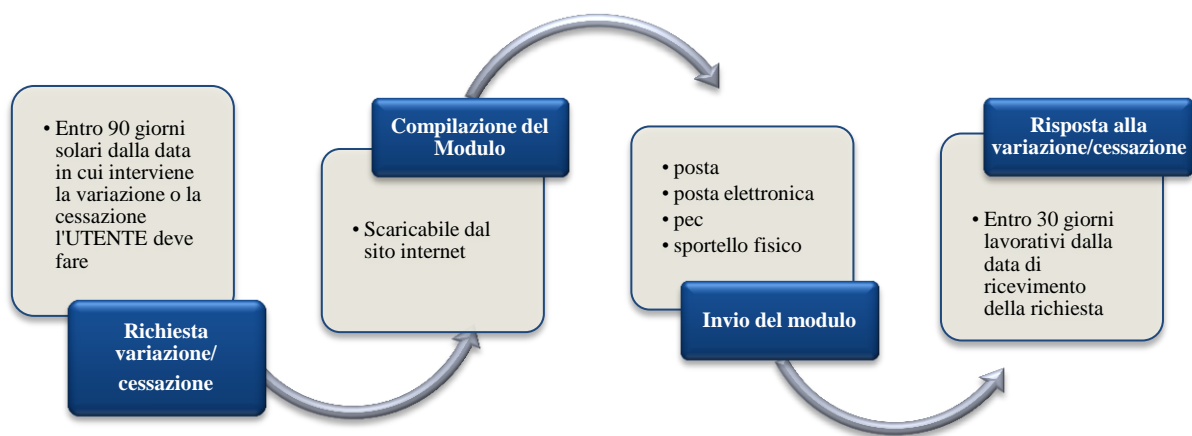 • Entro 90 giorni
solari dalla data
in cui interviene
la variazione o la
cessazione
l'UTENTE deve
fare
Richiesta
variazione/
cessazione
Compilazione del
Modulo
• Scaricabile dal
sito internet
• posta
• posta elettronica
• pec
• sportello fisico
Invio del modulo
Risposta alla
variazione/cessazione
• Entro 30 giorni
lavorativi dalla
data di
ricevimento
della richiesta